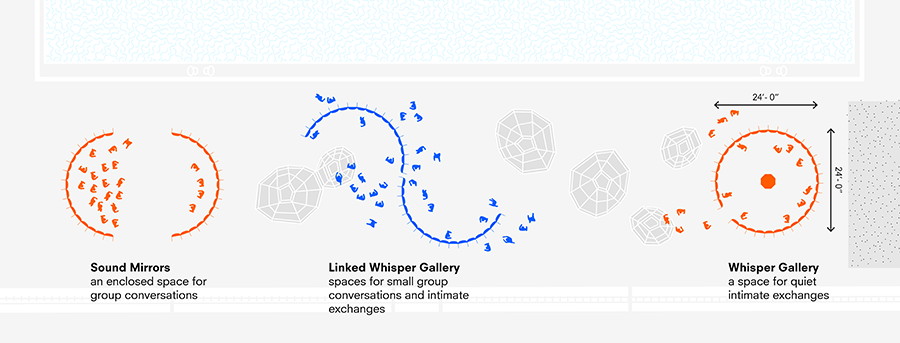 24'- 0"
24'- 0"
Sound Mirrors
an enclosed space for
group conversations
Linked Whisper Gallery
spaces for small group
conversations and intimate
exchanges
Whisper Gallery
a space for quiet
intimate exchanges